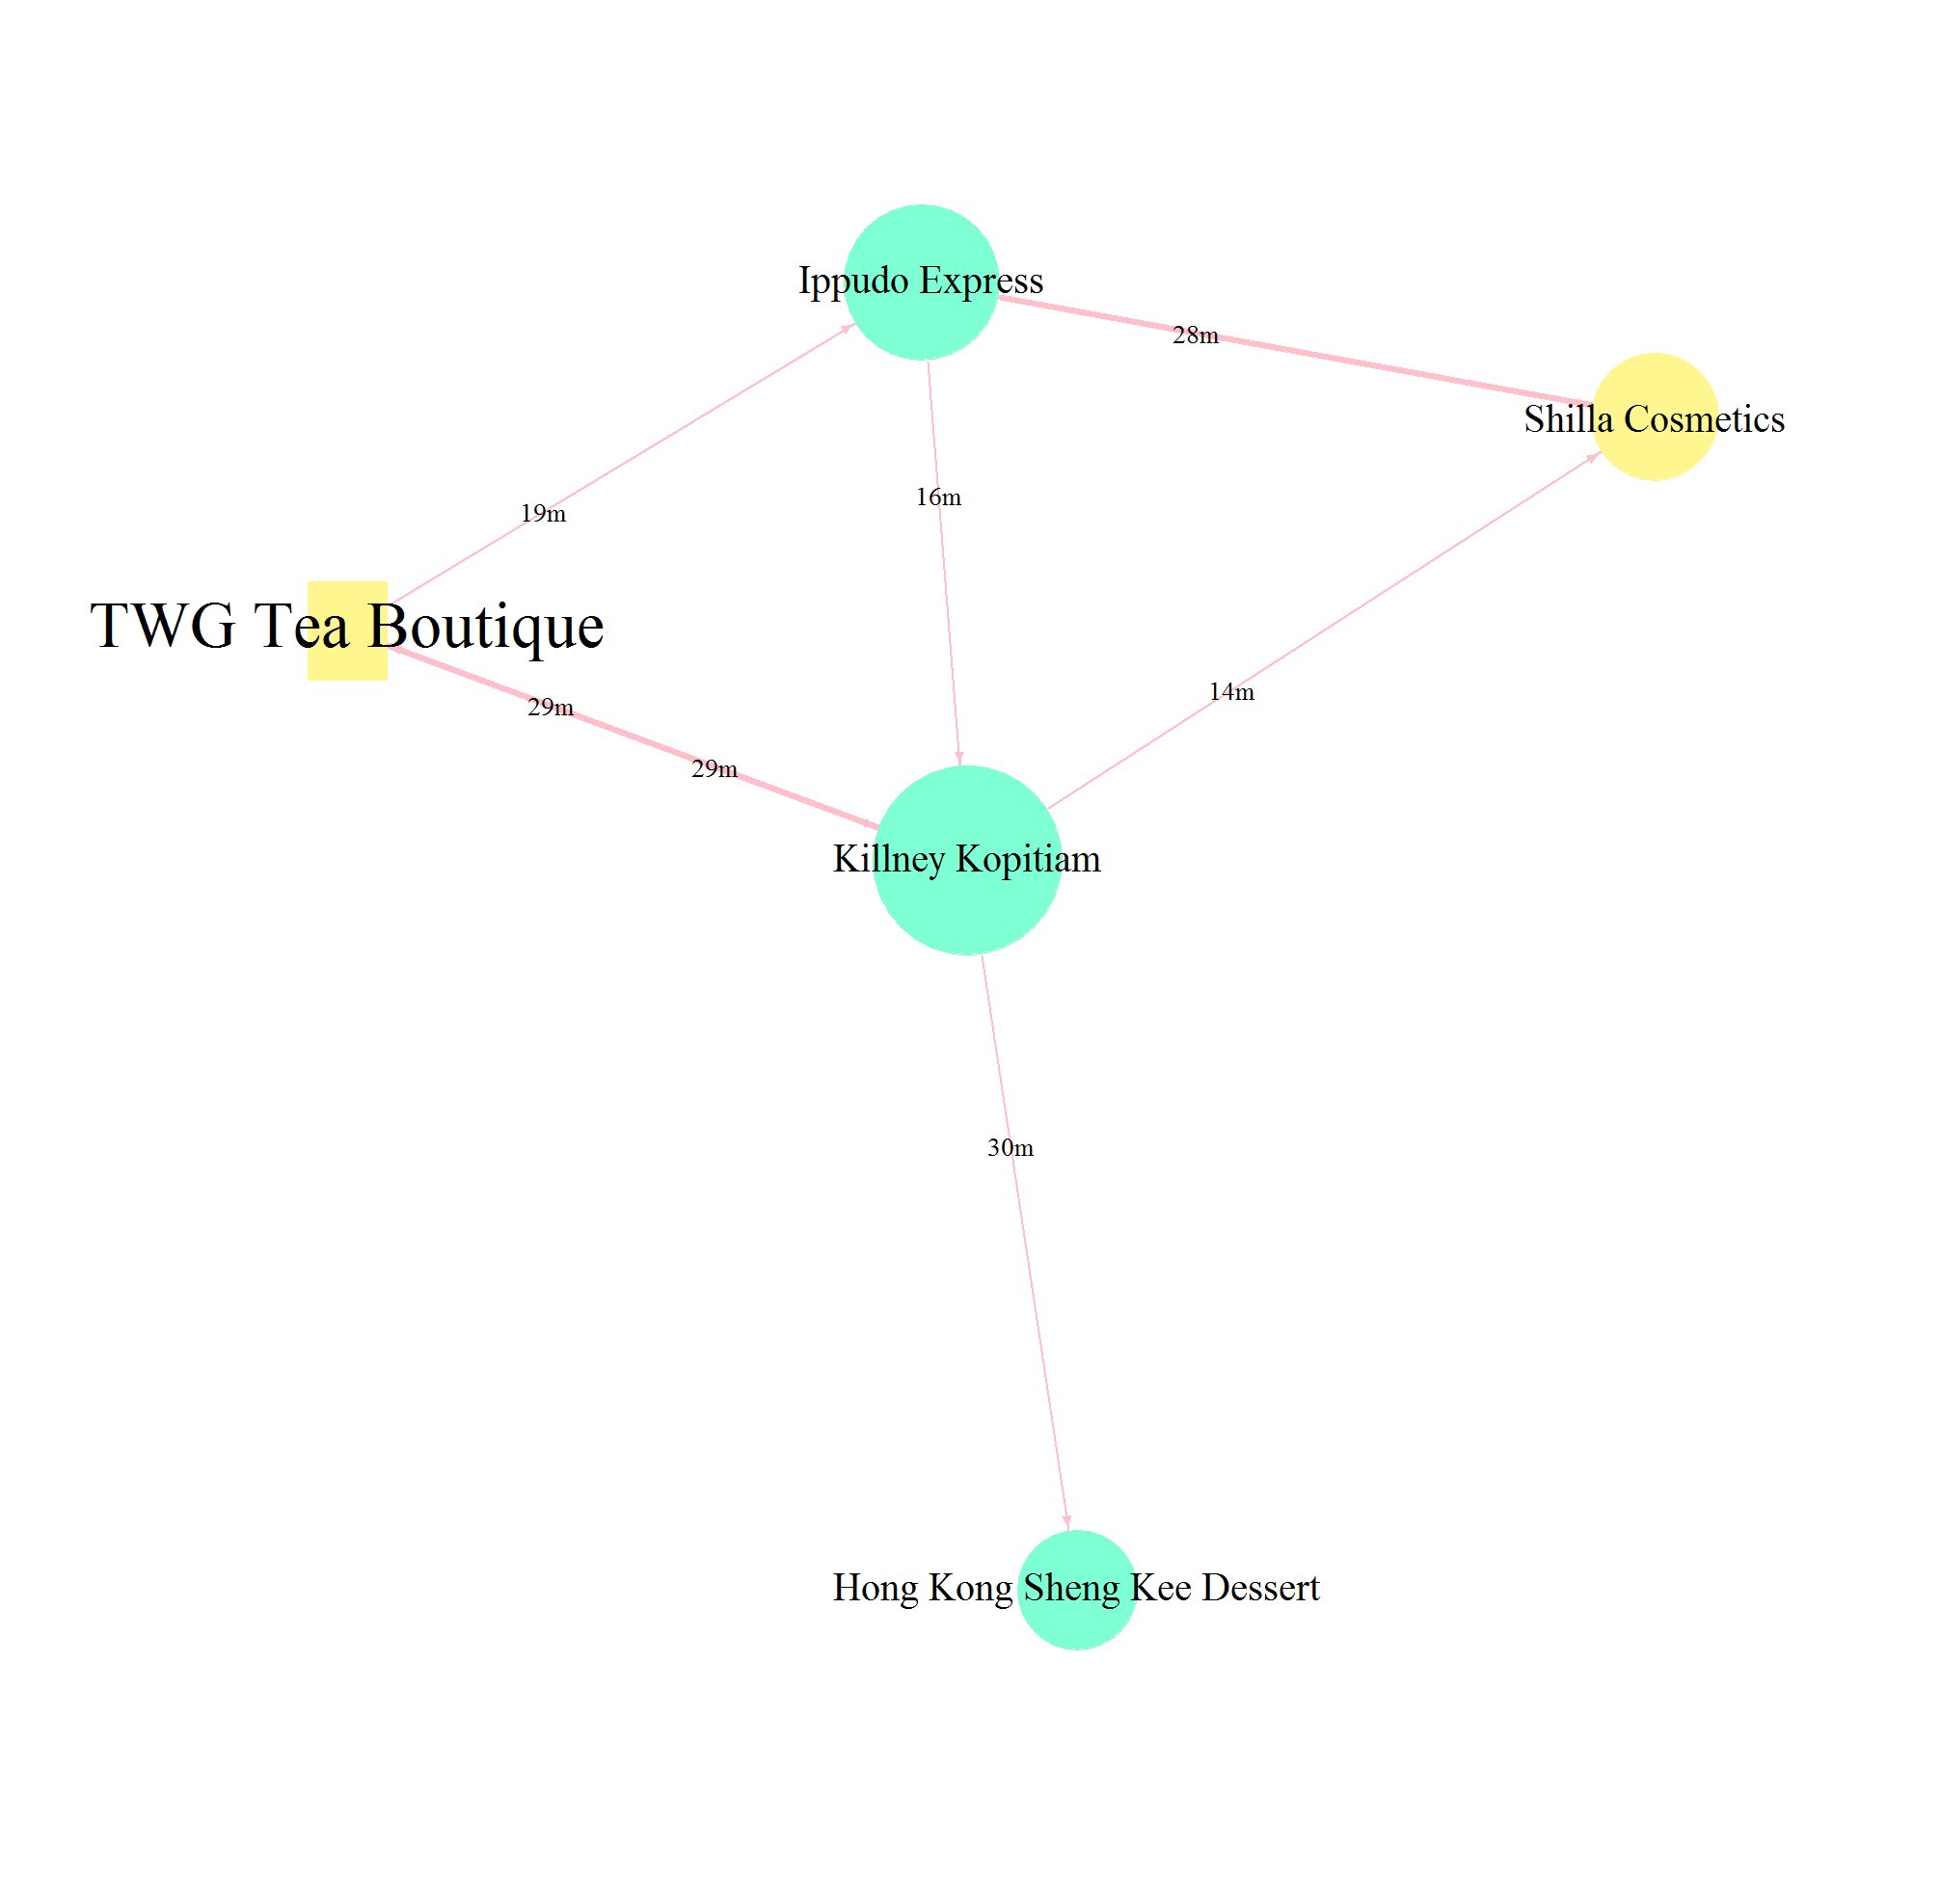 Ippudo Express
28m
Shilla Cosmetics
16m
19m
TWG Tea Boutique
14m
29m
29m
Killney Kopitiam
30m
Hong Kong Sheng Kee Dessert